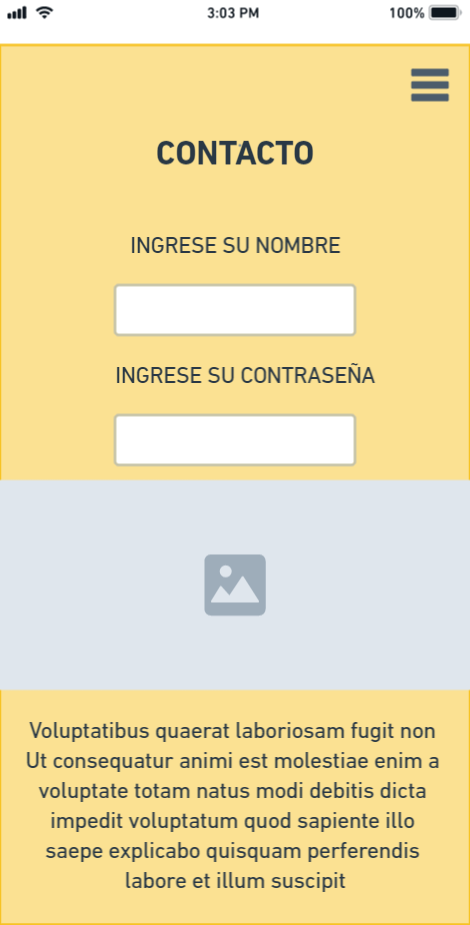 3:03 PM
100%
CONTACTO
INGRESE SU NOMBRE
INGRESE SU CONTRASEÑA
Voluptatibus quaerat laboriosam fugit non
Ut consequatur animi est molestiae enim a
voluptate totam natus modi debitis dicta
impedit voluptatum quod sapiente illo
saepe explicabo quisquam perferendis
labore et illum suscipit